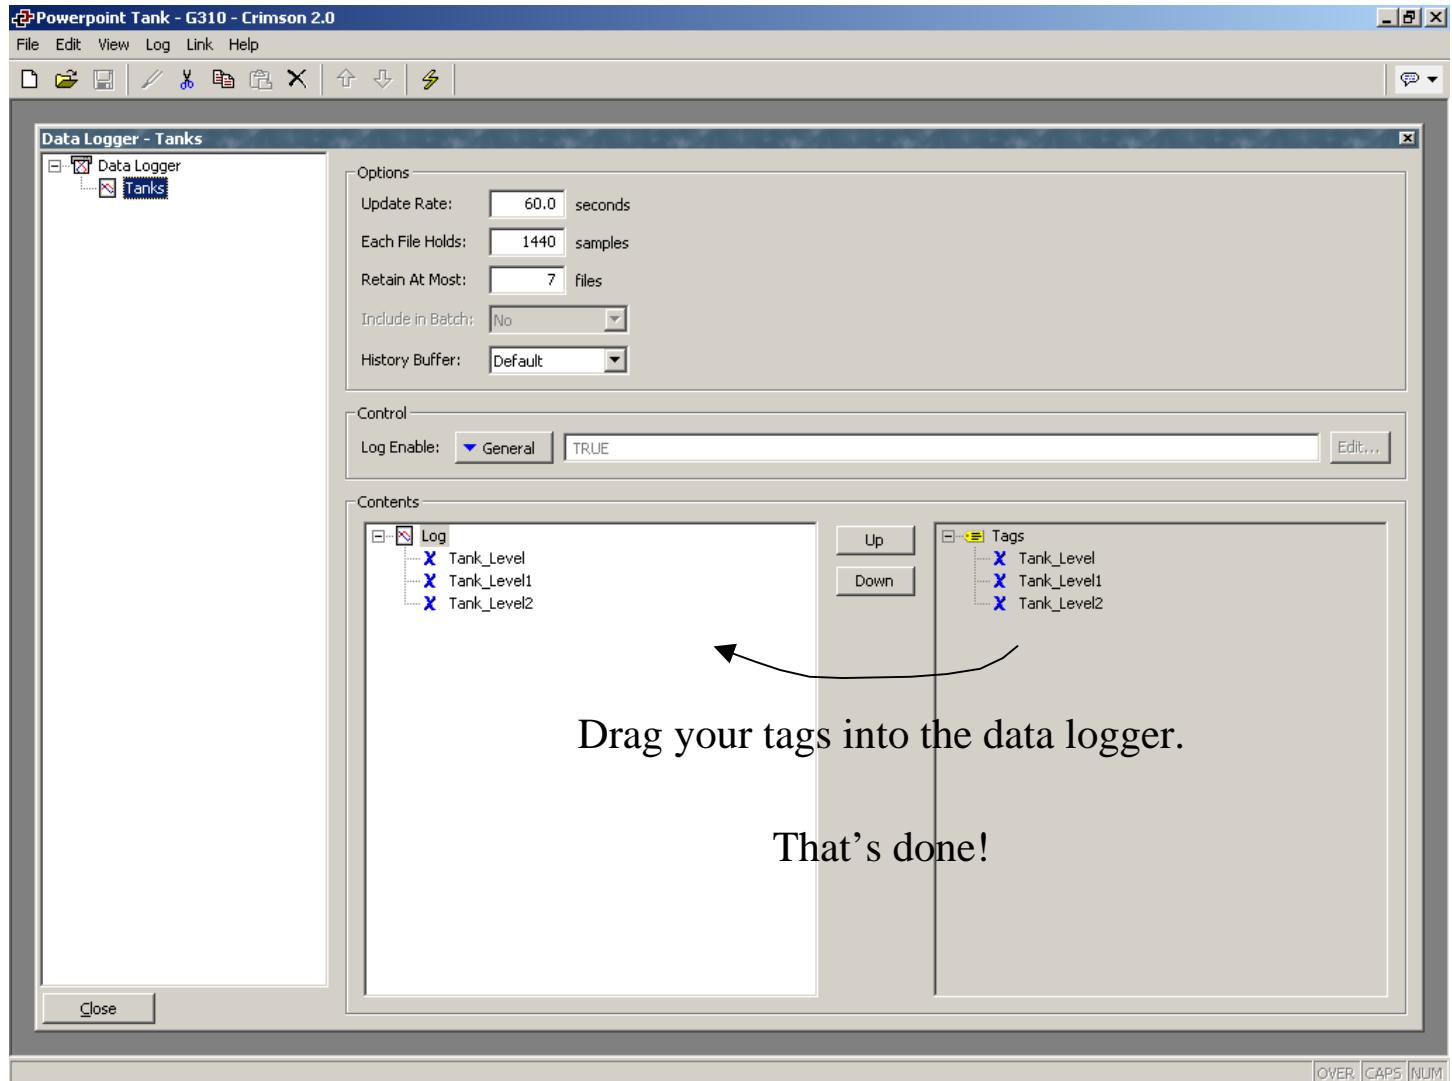 Powerpoint Tank - G310 - Crimson 2.0
File Edit View Log Link Help
Data Logger - Tanks
Data Logger
Tanks
Options
Update Rate: 60.0 seconds
Each File Holds: 1440 samples
Retain At Most: 7 files
Include in Batch: No
History Buffer: Default
Control
Log Enable: General TRUE Edit...
Contents
Log
Tank_Level
Tank_Level1
Tank_Level2
Up
Down
Tags
Tank_Level
Tank_Level1
Tank_Level2
Drag your tags into the data logger.
That’s done!
Close
OVER CAPS NUM